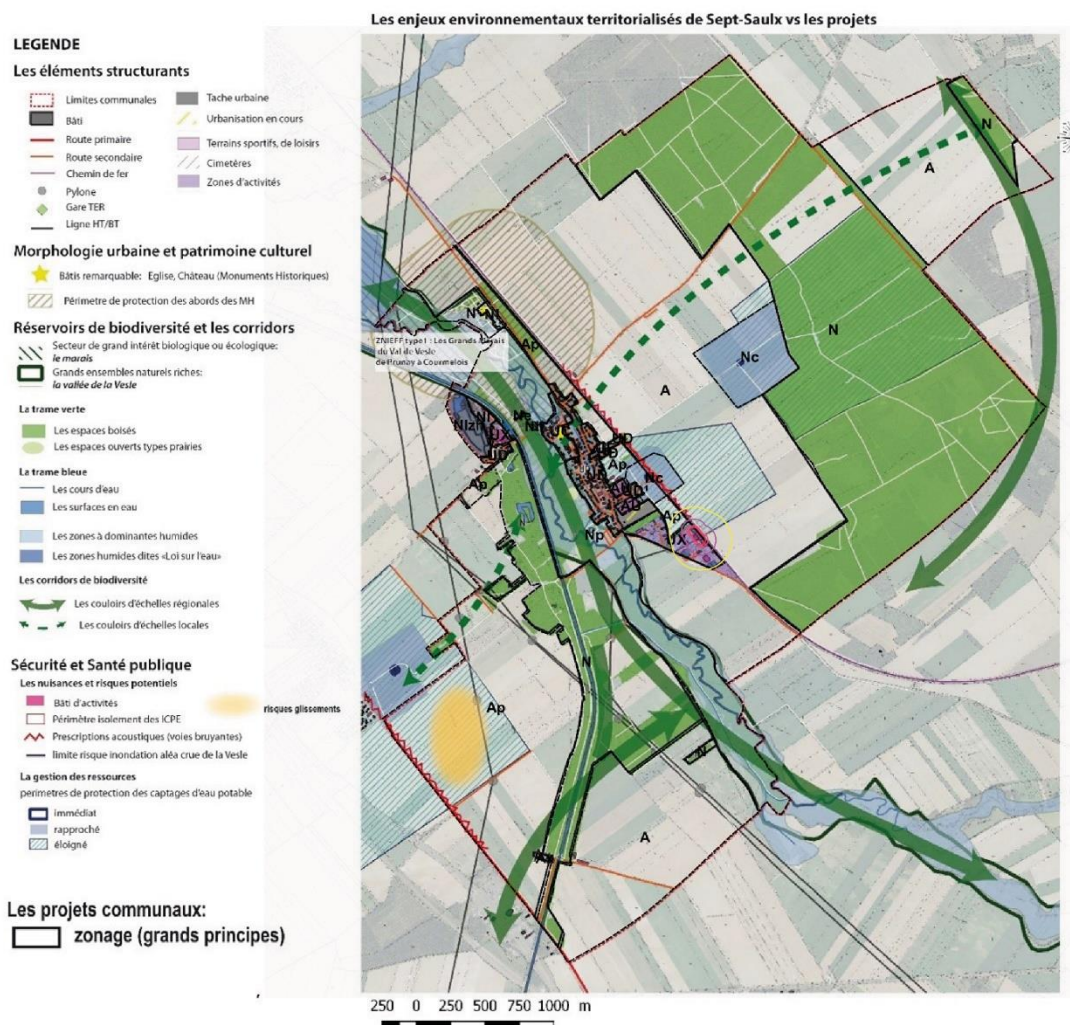 Les enjeux environnementaux territorialisés de Sept-Saulx vs les projets
LEGENDE
Les éléments structurants
Limites communales
Bâti
Route primaire
Route secondaire
Chemin de fer
Pylone
Gare TER
Ligne HT/BT
Tache urbaine
Urbanisation en cours
Terrains sportifs, de loisirs
Cimetères
Zones d'activités
Morphologie urbaine et patrimoine culturel
Bâtis remarquable: Eglise, Château (Monuments Historiques)
Périmetre de protection des abords des MH
Réservoirs de biodiversité et les corridors
Secteur de grand intérêt biologique ou écologique:
le marais
Grands ensembles naturels riches:
la vallée de la Vesle
La trame verte
Les espaces boisés
Les espaces ouverts types prairies
La trame bleue
Les cours d'eau
Les surfaces en eau
Les zones à dominantes humides
Les zones humides dites «Loi sur l'eau»
Les corridors de biodiversité
Les couloirs d'échelles régionales
Les couloirs d'échelles locales
Sécurité et Santé publique
Les nuisances et risques potentiels
Bâti d'activités
risques glissements
Périmètre isolement des ICPE
Prescriptions acoustiques (voies bruyantes)
limite risque inondation aléa crue de la Vesle
La gestion des ressources
perimetres de protection des captages d'eau potable
immédiat
rapproché
éloigné
Les projets communaux:
zonage (grands principes)
N
A
N
N
Ap
ZNIEFF type1 : Les Grands Marais
du Val de Vesle
de Prunay à Courmelois
Nc
A
Nlzh
Ap
Nc
Ap
Ap
UX
Np
N
Ap
A
250 0 250 500 750 1000 m